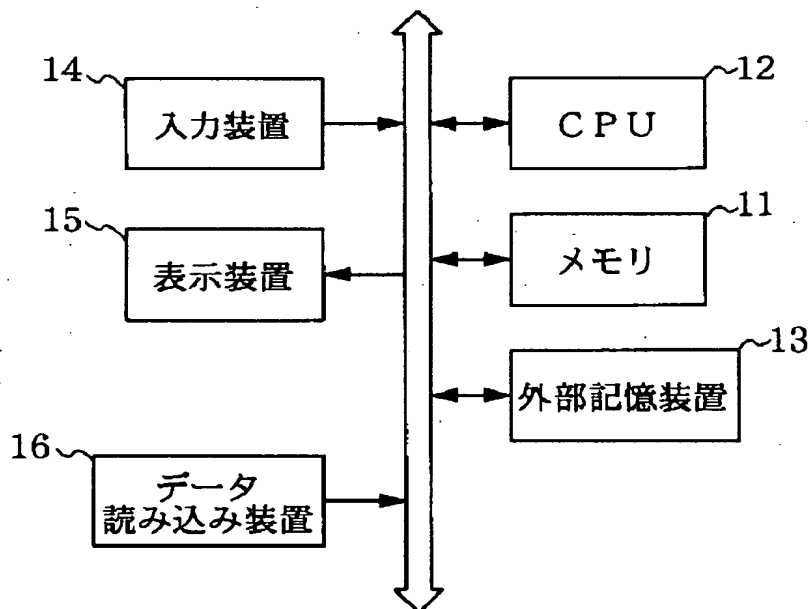 14
入力装置
12
CPU
15
表示装置
11
メモリ
13
外部記憶装置
16
データ
読み込み装置